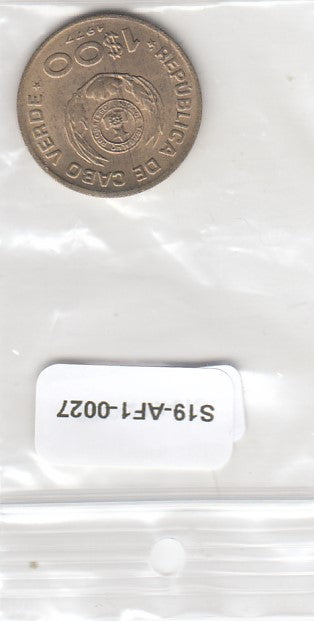 S19-AF1-0027
REPÚBLICA DE CABO VERDE
1977
1$00